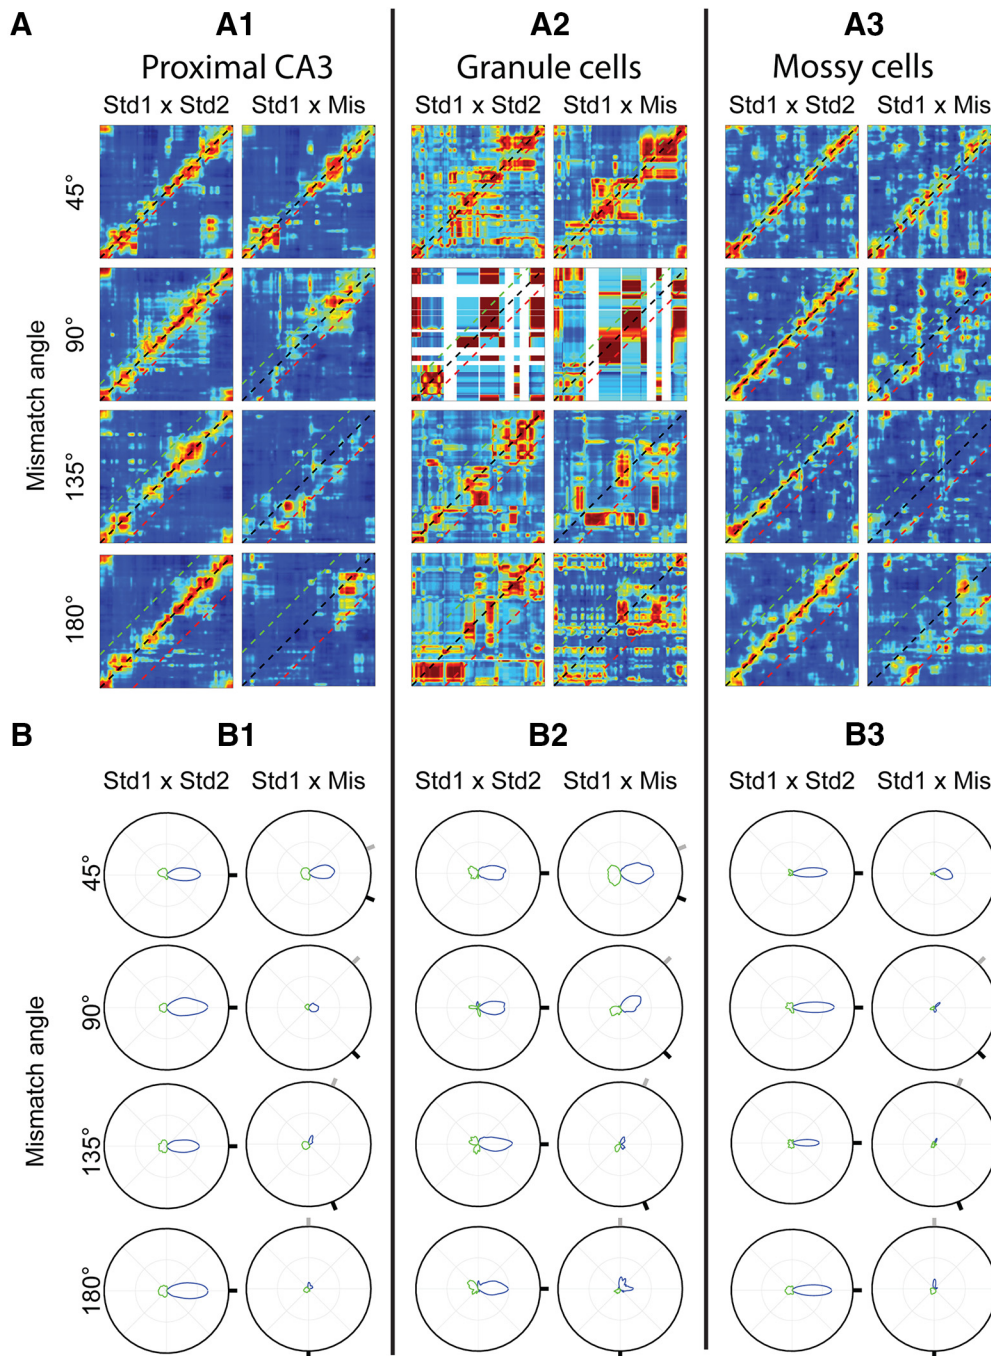 A A1 A2 A3
Proximal CA3 Granule cells Mossy cells
Std1 x Std2 Std1 x Mis Std1 x Std2 Std1 x Mis Std1 x Std2 Std1 x Mis
Mismatch angle
45°
90°
135°
180°
B B1 B2 B3
Std1 x Std2 Std1 x Mis Std1 x Std2 Std1 x Mis Std1 x Std2 Std1 x Mis
Mismatch angle
45°
90°
135°
180°